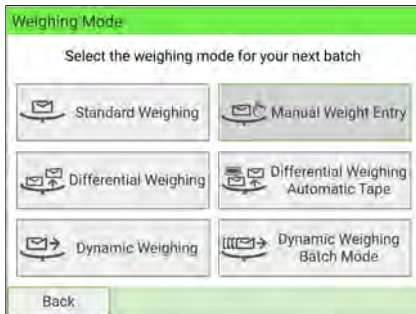 Weighing Mode
Select the weighing mode for your next batch
Standard Weighing
Manual Weight Entry
Differential Weighing
Differential Weighing
Automatic Tape
Dynamic Weighing
Dynamic Weighing
Batch Mode
Back